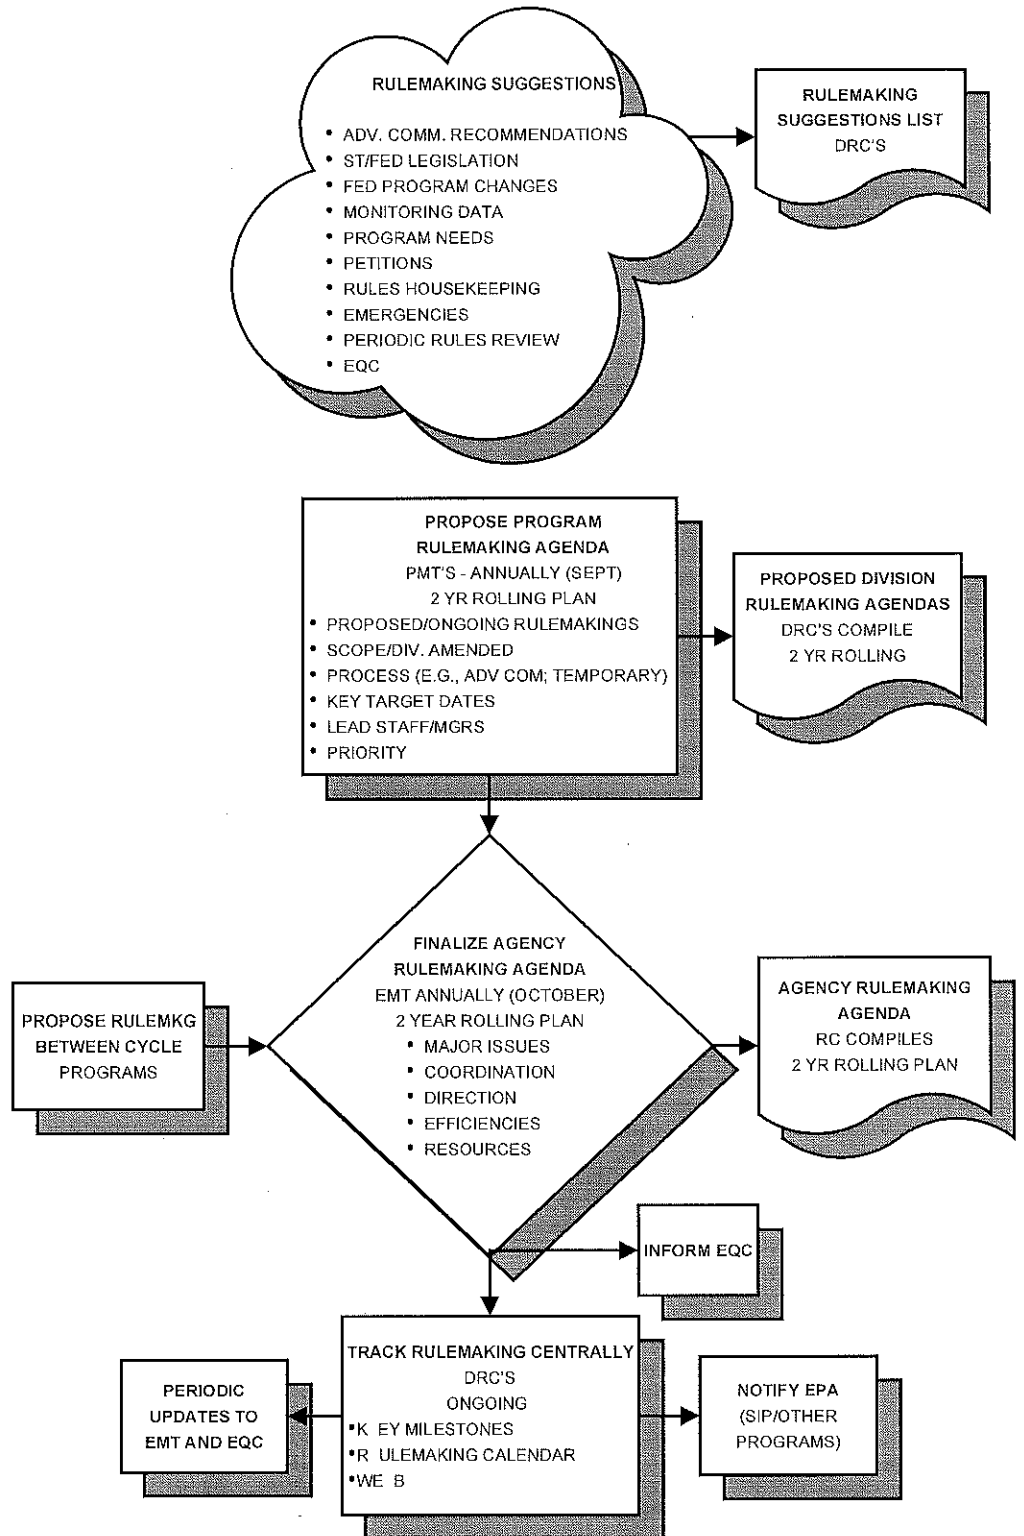 RULEMAKING SUGGESTIONS
• ADV. COMM. RECOMMENDATIONS
• ST/FED LEGISLATION
• FED PROGRAM CHANGES
• MONITORING DATA
• PROGRAM NEEDS
• PETITIONS
• RULES HOUSEKEEPING
• EMERGENCIES
• PERIODIC RULES REVIEW
• EQC
RULEMAKING
SUGGESTIONS LIST
DRC'S
PROPOSE PROGRAM
RULEMAKING AGENDA
PMT'S - ANNUALLY (SEPT)
2 YR ROLLING PLAN
• PROPOSED/ONGOING RULEMAKINGS
• SCOPE/DIV. AMENDED
• PROCESS (E.G., ADV COM; TEMPORARY)
• KEY TARGET DATES
• LEAD STAFF/MGRS
• PRIORITY
PROPOSED DIVISION
RULEMAKING AGENDAS
DRC'S COMPILE
2 YR ROLLING
PROPOSE RULEMKG
BETWEEN CYCLE
PROGRAMS
FINALIZE AGENCY
RULEMAKING AGENDA
EMT ANNUALLY (OCTOBER)
2 YEAR ROLLING PLAN
• MAJOR ISSUES
• COORDINATION
• DIRECTION
• EFFICIENCIES
• RESOURCES
AGENCY RULEMAKING
AGENDA
RC COMPILES
2 YR ROLLING PLAN
INFORM EQC
TRACK RULEMAKING CENTRALLY
DRC'S
ONGOING
•K EY MILESTONES
•R ULEMAKING CALENDAR
•WE B
PERIODIC
UPDATES TO
EMT AND EQC
NOTIFY EPA
(SIP/OTHER
PROGRAMS)